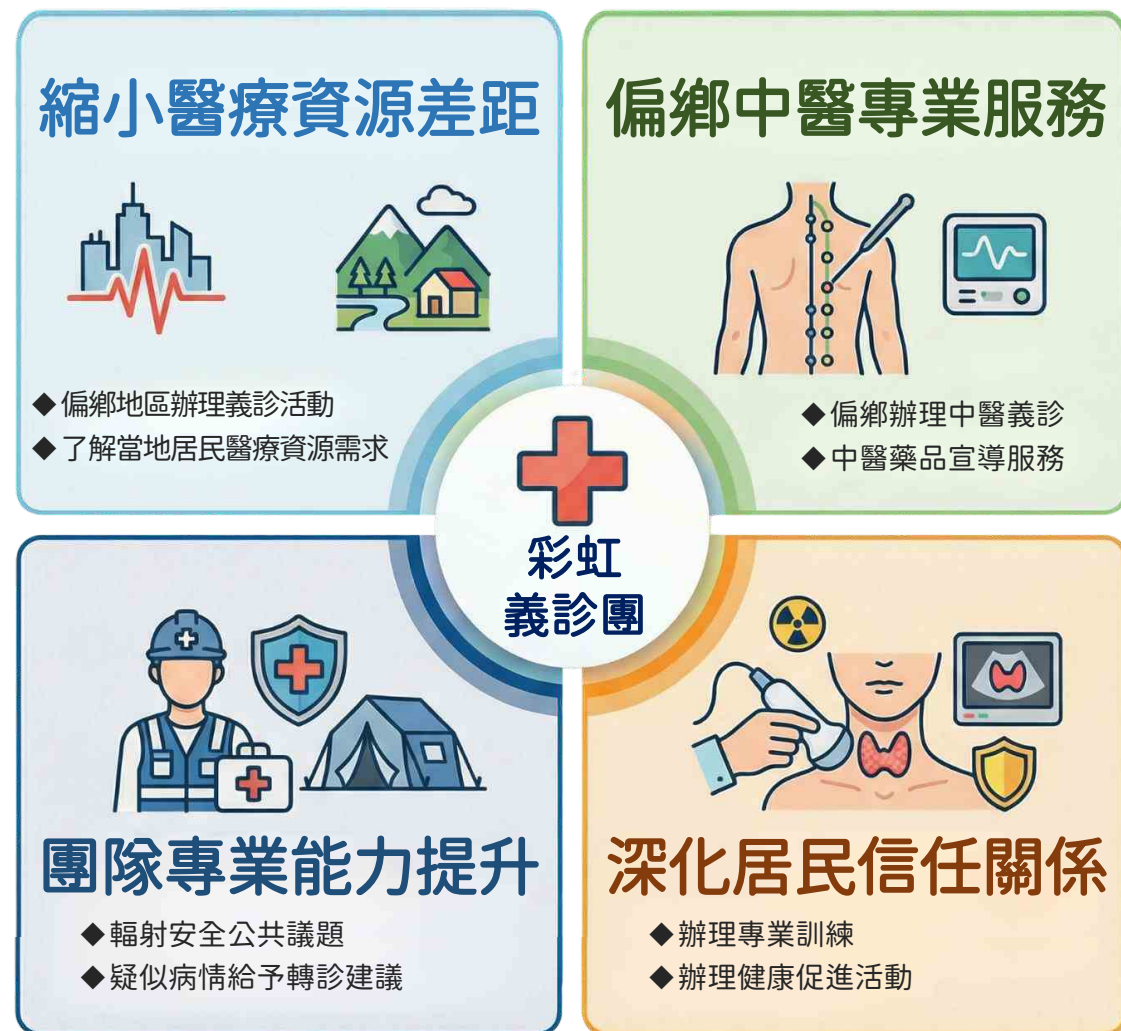 縮小醫療資源差距
◆偏鄉地區辦理義診活動
◆了解當地居民醫療資源需求
偏鄉中醫專業服務
◆偏鄉辦理中醫義診
◆中醫藥品宣導服務
彩虹
義診團
團隊專業能力提升
◆輻射安全公共議題
◆疑似病情給予轉診建議
深化居民信任關係
◆辦理專業訓練
◆辦理健康促進活動